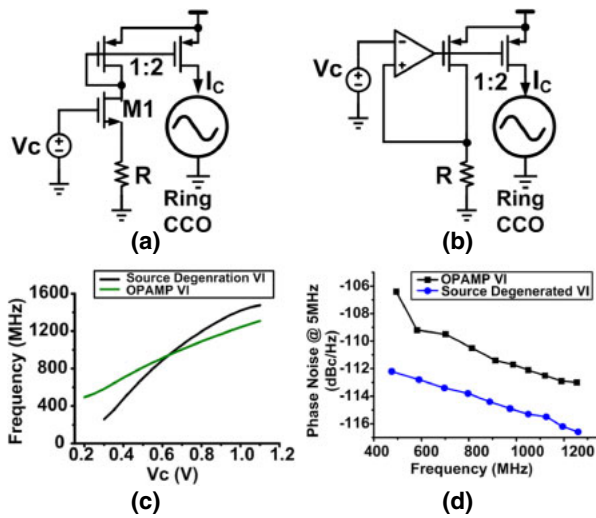 1:2
I_C
M1
Vc
R
Ring
CCO
(a)
Vc
1:2
I_C
R
Ring
CCO
(b)
Source Degenration VI
OPAMP VI
Frequency (MHz)
1600
1200
800
400
0
0.2 0.4 0.6 0.8 1.0 1.2
Vc (V)
(c)
OPAMP VI
Source Degenerated VI
Phase Noise @ 5MHz
(dBc/Hz)
-106
-108
-110
-112
-114
-116
400 600 800 1000 1200
Frequency (MHz)
(d)